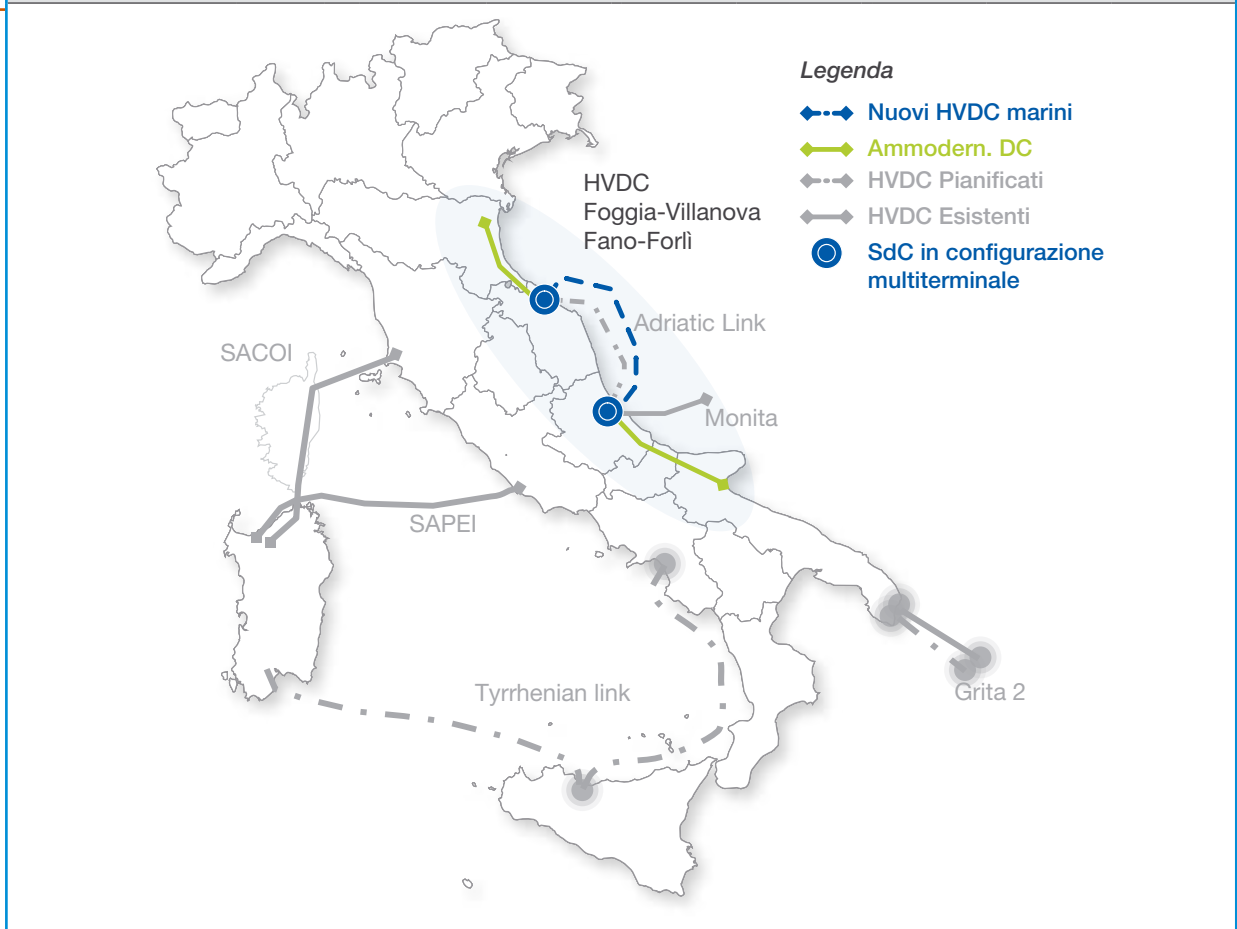 Legenda
Nuovi HVDC marini
Ammodern. DC
HVDC Pianificati
HVDC Esistenti
SdC in configurazione
multiterminale
HVDC
Foggia-Villanova
Fano-Forlì
Adriatic Link
SACOI
Monita
SAPEI
Tyrrhenian link
Grita 2